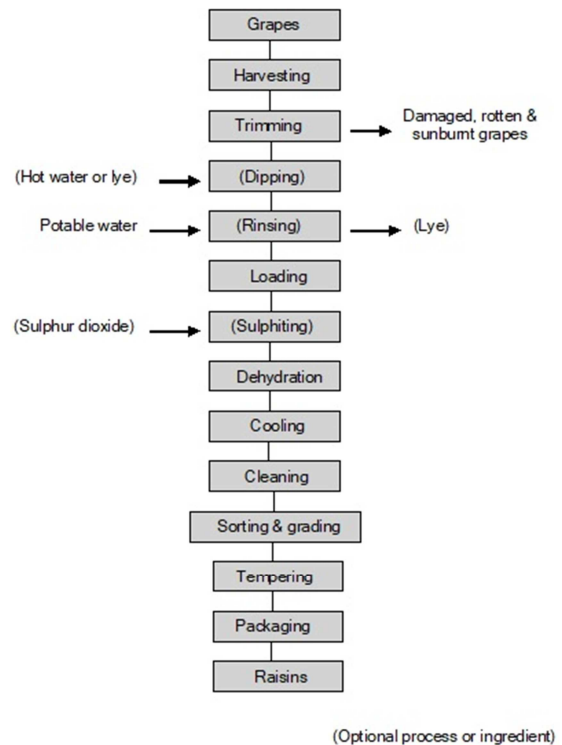 Grapes
Harvesting
Trimming
Damaged, rotten &
sunburnt grapes
(Hot water or lye)
(Dipping)
Potable water
(Rinsing)
(Lye)
Loading
(Sulphur dioxide)
(Sulphiting)
Dehydration
Cooling
Cleaning
Sorting & grading
Tempering
Packaging
Raisins
(Optional process or ingredient)